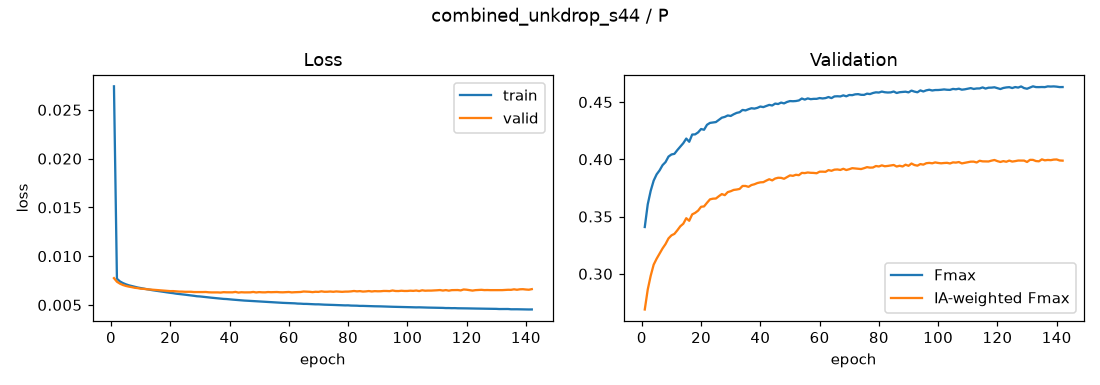 combined_unkdrop_s44 / P
Loss
train
valid
loss
0.025
0.020
0.015
0.010
0.005
0 20 40 60 80 100 120 140
epoch
Validation
0.45
0.40
0.35
0.30
Fmax
IA-weighted Fmax
0 20 40 60 80 100 120 140
epoch